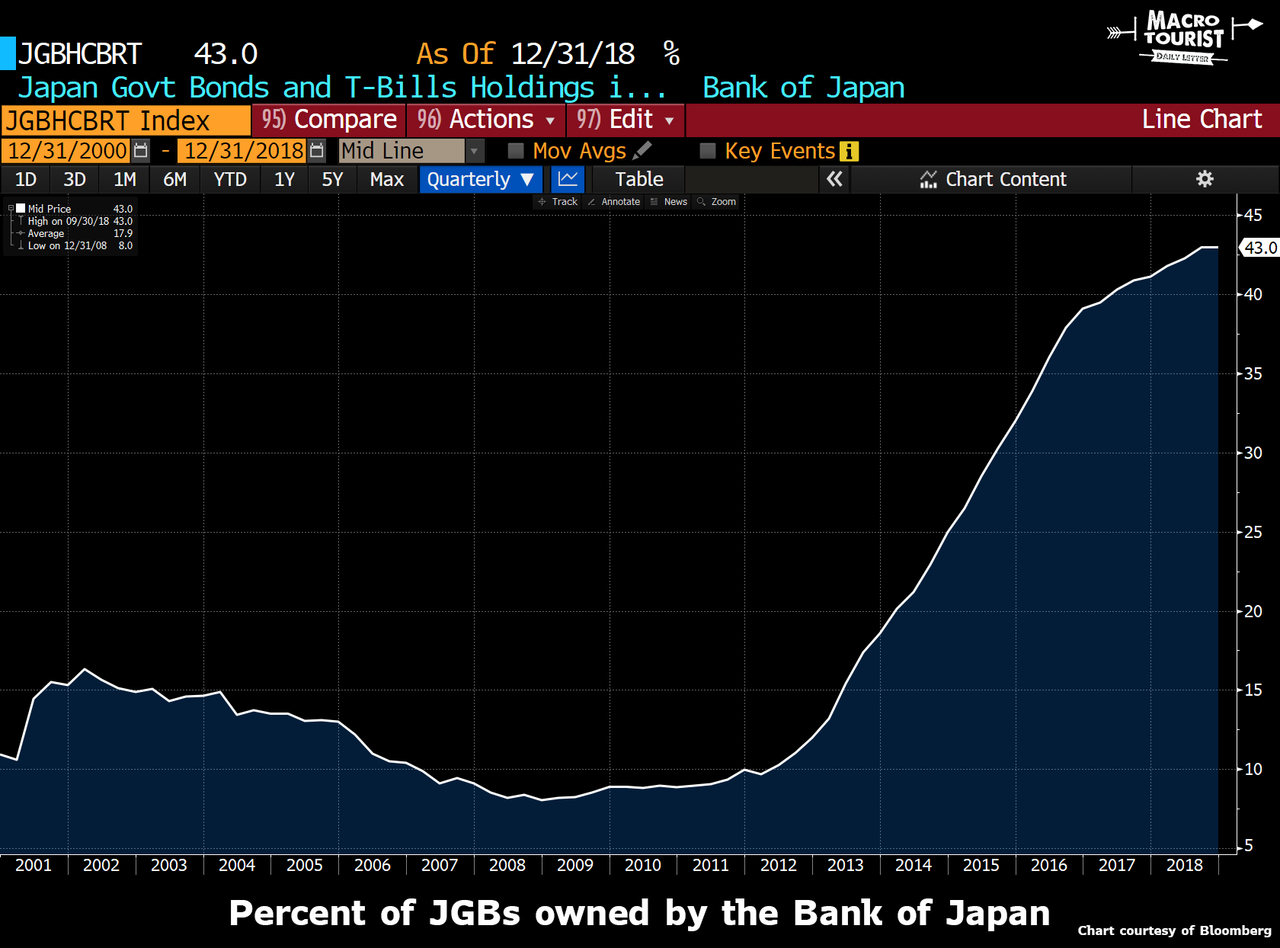 MACRO
TOURIST
DAILY LETTER
JGBHCBRT 43.0 As Of 12/31/18 %
Japan Govt Bonds and T-Bills Holdings i... Bank of Japan
JGBHCBRT Index 95) Compare 96) Actions 97) Edit Line Chart
12/31/2000 - 12/31/2018 Mid Line Mov Avgs Key Events i
1D 3D 1M 6M YTD 1Y 5Y Max Quarterly ▼ Table « Chart Content
Track Annotate News Zoom
Mid Price 43.0
High on 09/30/18 43.0
Average 17.9
Low on 12/31/08 8.0
45
43.0
40
35
30
25
20
15
10
5
2001 2002 2003 2004 2005 2006 2007 2008 2009 2010 2011 2012 2013 2014 2015 2016 2017 2018
Percent of JGBs owned by the Bank of Japan
Chart courtesy of Bloomberg